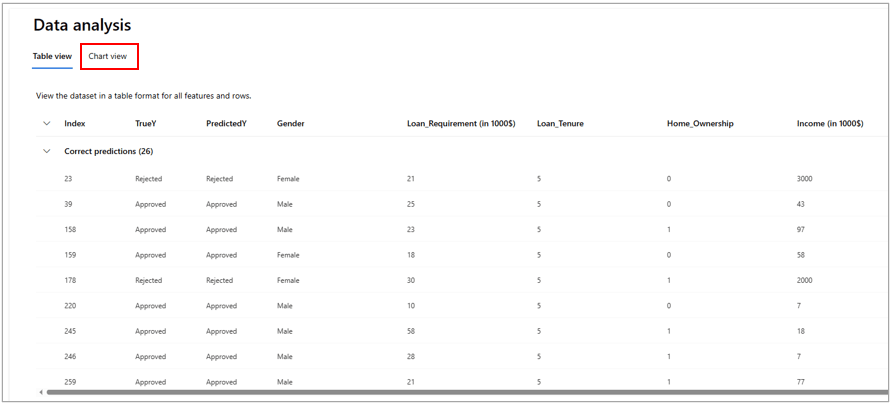 Data analysis
Table view Chart view
View the dataset in a table format for all features and rows.
Index TrueY PredictedY Gender Loan_Requirement (in 1000$) Loan_Tenure Home_Ownership Income (in 1000$)
Correct predictions (26)
23 Rejected Rejected Female 21 5 0 3000
39 Approved Approved Male 25 5 0 43
158 Approved Approved Male 23 5 1 97
159 Approved Approved Female 18 5 0 58
178 Rejected Rejected Female 30 5 1 2000
220 Approved Approved Male 10 5 0 7
245 Approved Approved Male 58 5 1 18
246 Approved Approved Male 28 5 1 7
259 Approved Approved Male 21 5 1 77